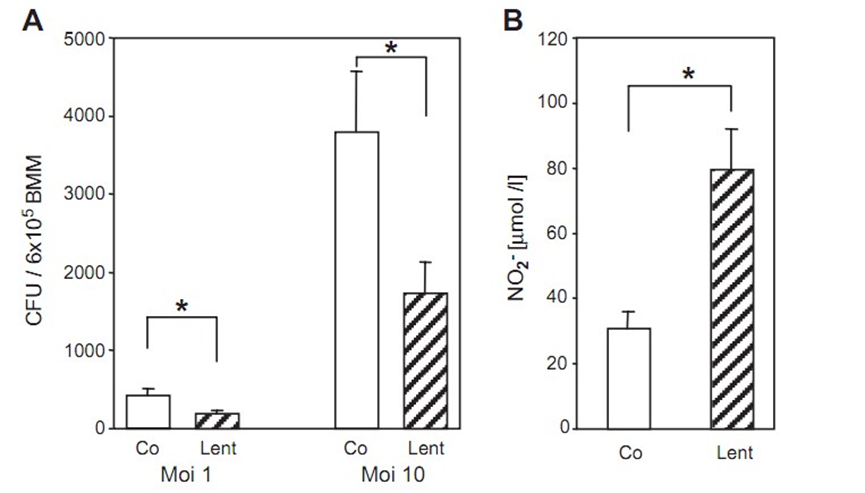 A
5000
4000
3000
2000
1000
0
CFU / 6x10⁵ BMM
*
*
Co Lent Co Lent
Moi 1 Moi 10
B
120
100
80
60
40
20
0
NO₂- [µmol /l]
*
Co Lent